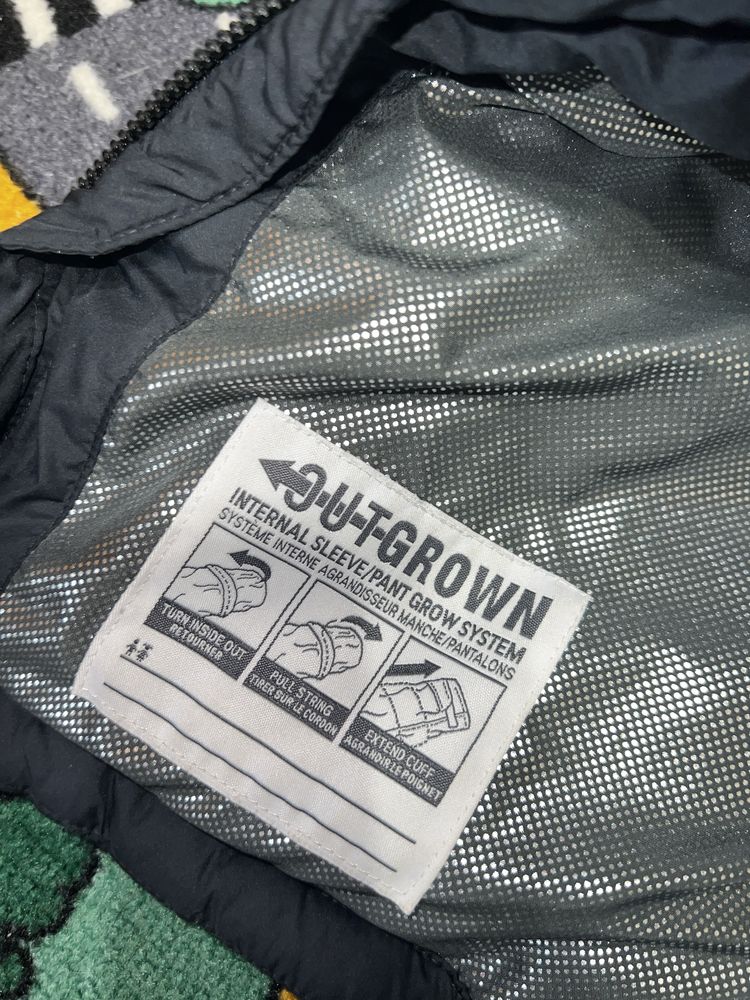 OUTGROWN
INTERNAL SLEEVE/PANT GROW SYSTEM
SYSTÈME INTERNE AGRANDISSEUR MANCHE/PANTALONS
TURN INSIDE OUT
RETOURNER
PULL STRING
TIRER SUR LE CORDON
EXTEND CUFF
AGRANDIR LE POIGNET